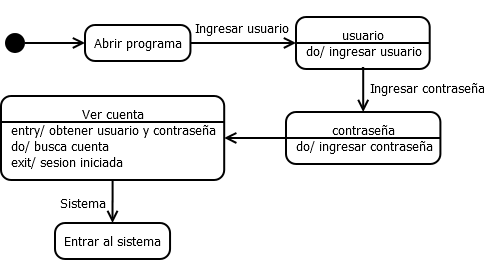 Abrir programa
Ingresar usuario
usuario
do/ ingresar usuario
Ingresar contraseña
contraseña
do/ ingresar contraseña
Ver cuenta
entry/ obtener usuario y contraseña
do/ busca cuenta
exit/ sesion iniciada
Sistema
Entrar al sistema